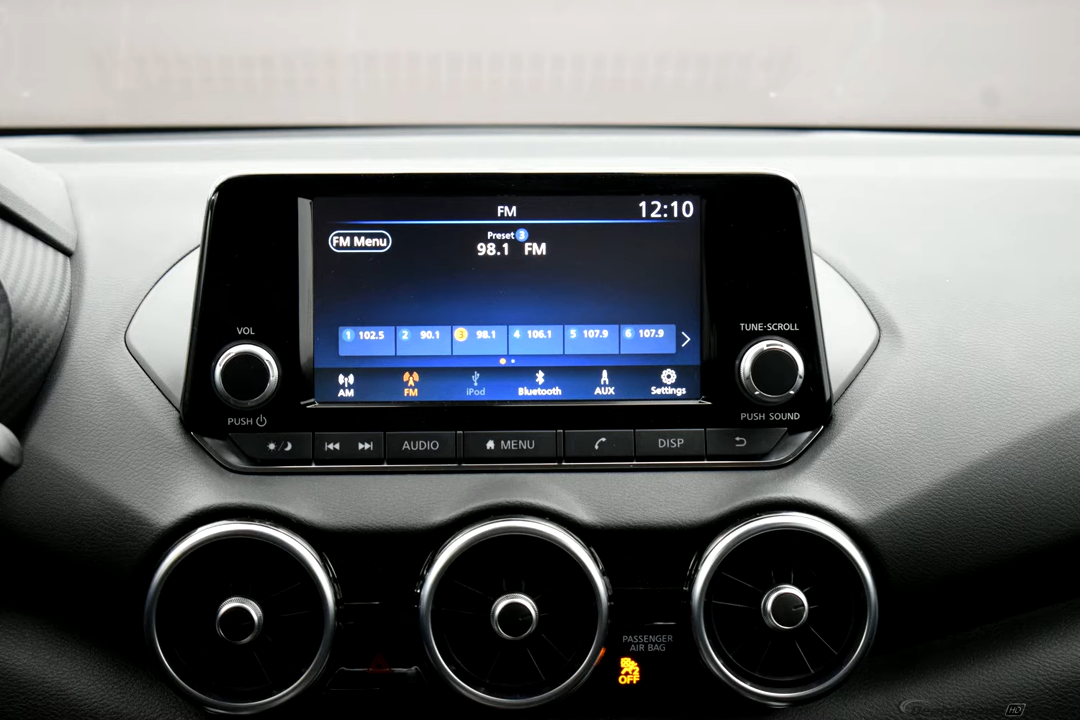 FM
12:10
FM Menu
Preset 3
98.1 FM
VOL
TUNE·SCROLL
1 102.5 2 90.1 3 98.1 4 106.1 5 107.9 6 107.9
AM FM iPod Bluetooth AUX Settings
PUSH
PUSH SOUND
AUDIO MENU DISP
PASSENGER
AIR BAG
2
OFF
HD